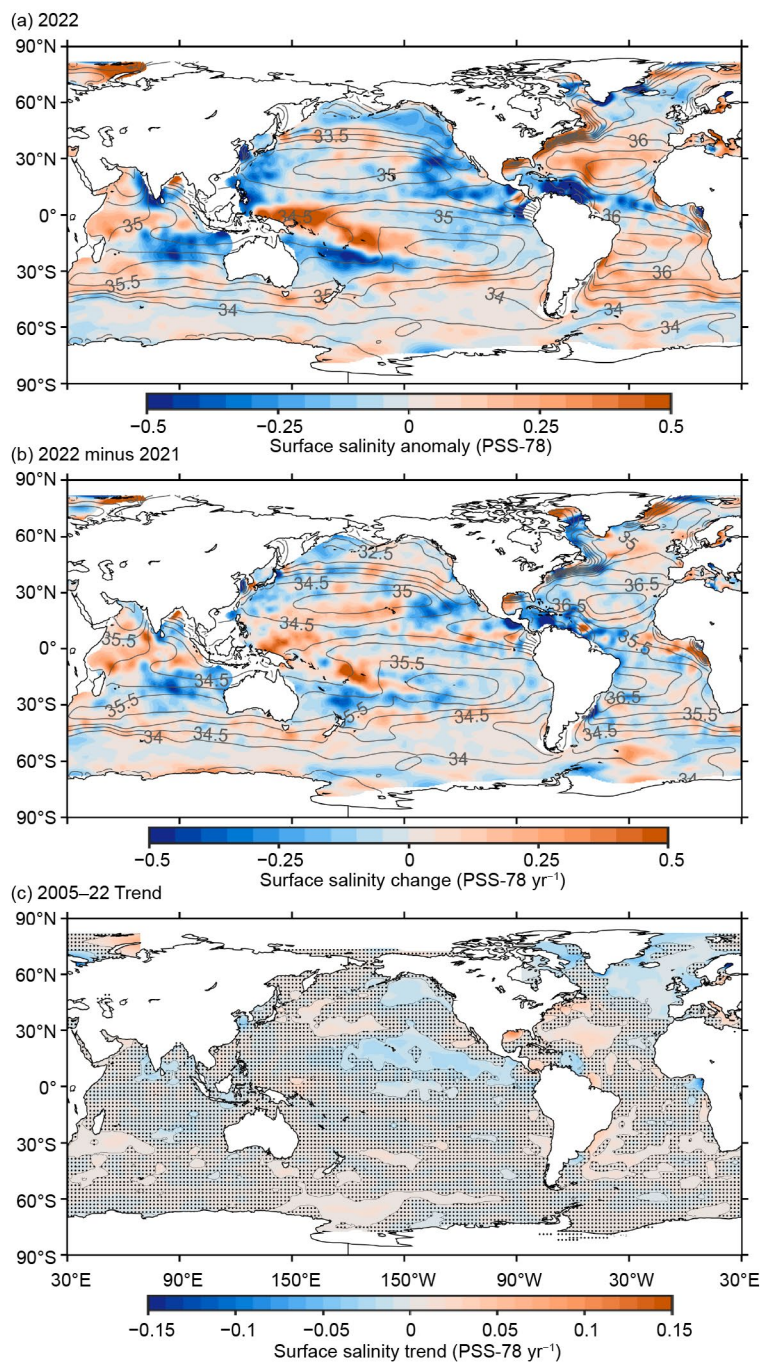 (a) 2022
90°N
60°N
30°N
0°
30°S
60°S
90°S
33.5
36
35
34.5
35
36
35
36
35.5
35
34
34
34
34
−0.5 −0.25 0 0.25 0.5
Surface salinity anomaly (PSS-78)
(b) 2022 minus 2021
90°N
60°N
30°N
0°
30°S
60°S
90°S
32.5
35
34.5
35
36.5
34.5
36.5
35.5
35.5
35.5
34.5
36.5
35.5
5.5
34.5
35.5
34
34.5
34.5
34
34
−0.5 −0.25 0 0.25 0.5
Surface salinity change (PSS-78 yr⁻¹)
(c) 2005–22 Trend
90°N
60°N
30°N
0°
30°S
60°S
90°S
30°E 90°E 150°E 150°W 90°W 30°W 30°E
−0.15 −0.1 −0.05 0 0.05 0.1 0.15
Surface salinity trend (PSS-78 yr⁻¹)